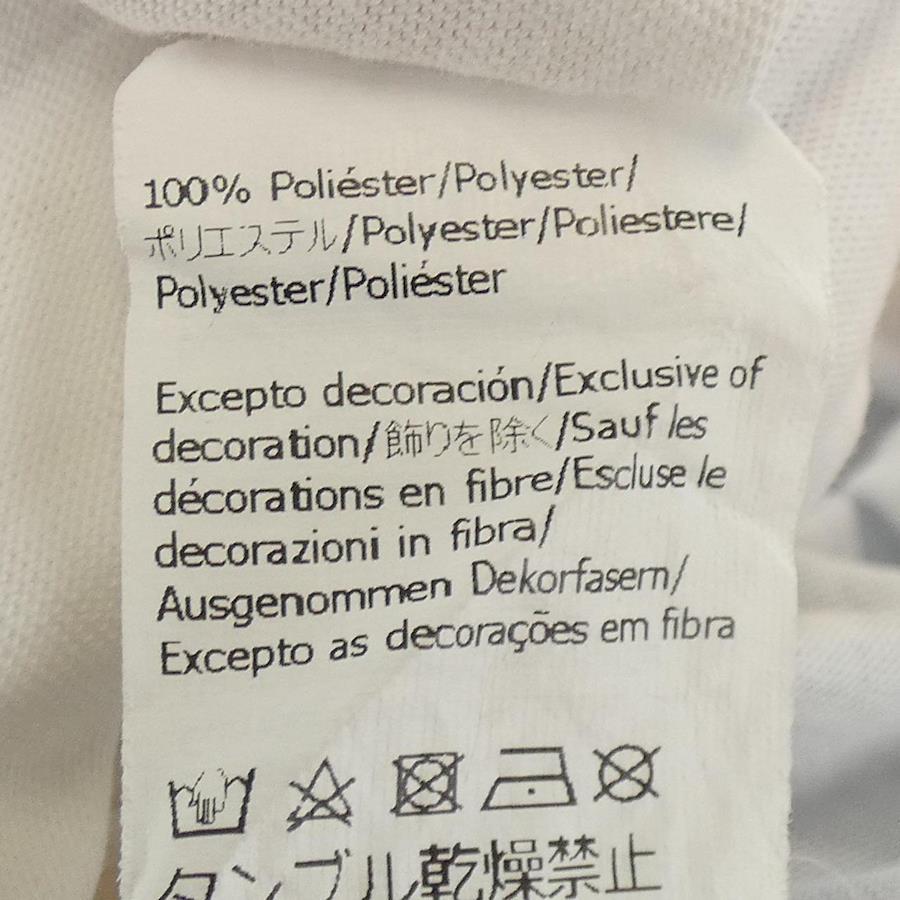 100% Poliéster/Polyester/
ポリエステル/Polyester/Poliestere/
Polyester/Poliéster
Excepto decoración/Exclusive of
decoration/飾りを除く/Sauf les
décorations en fibre/Escluse le
decorazioni in fibra/
Ausgenommen Dekorfasern/
Excepto as decorações em fibra
タンブル乾燥禁止